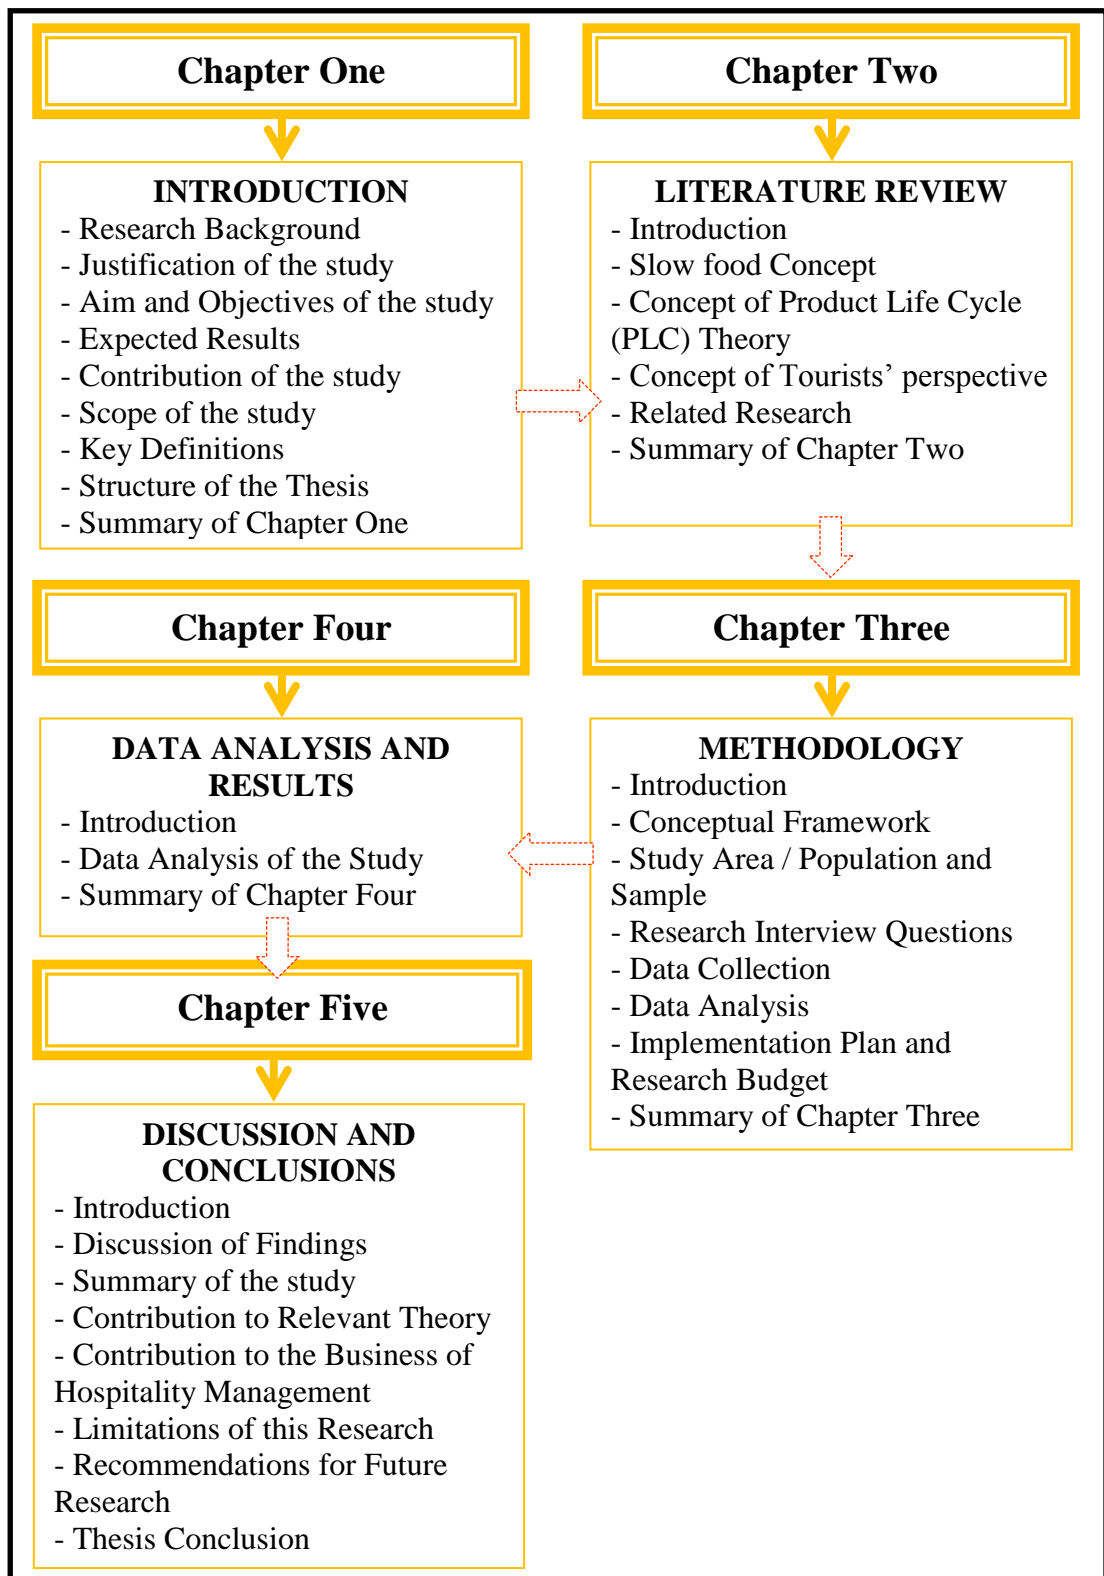 Chapter One
INTRODUCTION
- Research Background
- Justification of the study
- Aim and Objectives of the study
- Expected Results
- Contribution of the study
- Scope of the study
- Key Definitions
- Structure of the Thesis
- Summary of Chapter One
Chapter Two
LITERATURE REVIEW
- Introduction
- Slow food Concept
- Concept of Product Life Cycle
(PLC) Theory
- Concept of Tourists’ perspective
- Related Research
- Summary of Chapter Two
Chapter Three
METHODOLOGY
- Introduction
- Conceptual Framework
- Study Area / Population and
Sample
- Research Interview Questions
- Data Collection
- Data Analysis
- Implementation Plan and
Research Budget
- Summary of Chapter Three
Chapter Four
DATA ANALYSIS AND
RESULTS
- Introduction
- Data Analysis of the Study
- Summary of Chapter Four
Chapter Five
DISCUSSION AND
CONCLUSIONS
- Introduction
- Discussion of Findings
- Summary of the study
- Contribution to Relevant Theory
- Contribution to the Business of
Hospitality Management
- Limitations of this Research
- Recommendations for Future
Research
- Thesis Conclusion